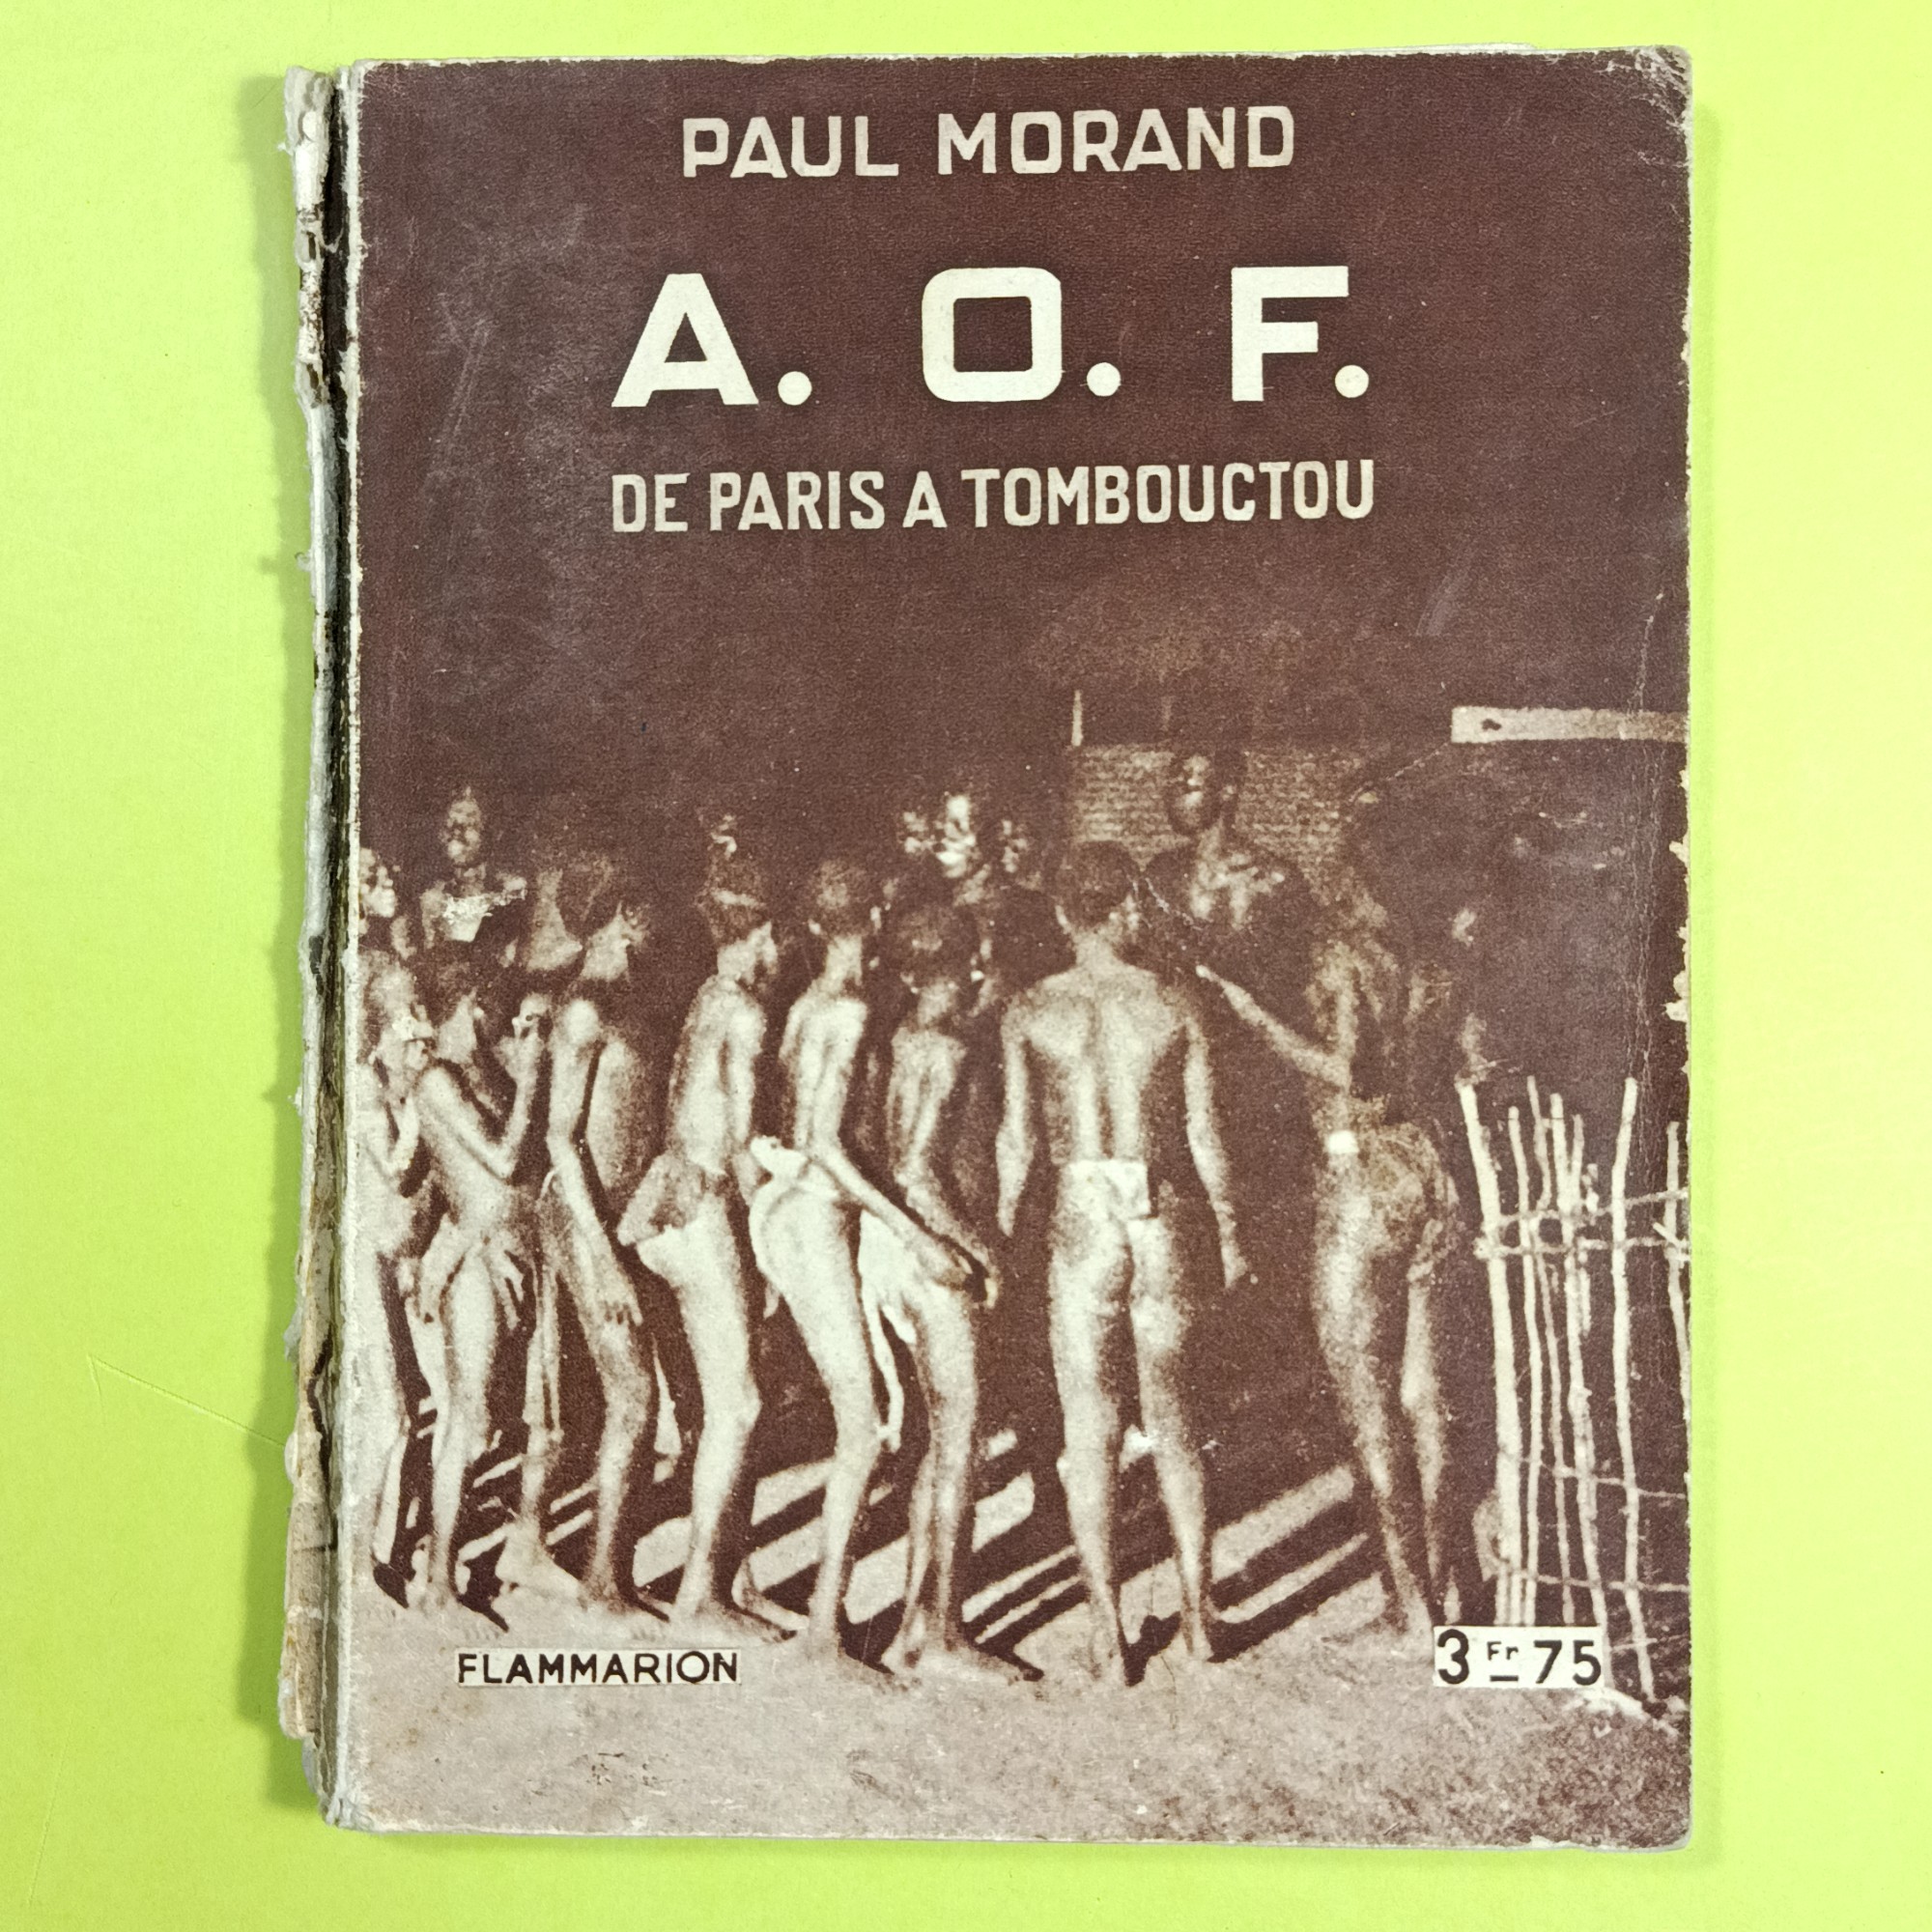 PAUL MORAND
A. O. F.
DE PARIS A TOMBOUCTOU
FLAMMARION
3 Fr 75